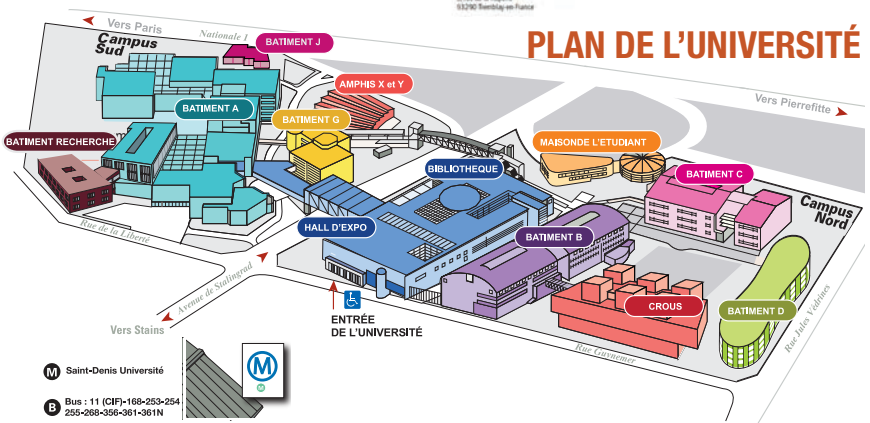 93290 Tremblay-en-France
PLAN DE L'UNIVERSITÉ
Vers Paris
Nationale 1
Campus
Sud
BATIMENT J
AMPHIS X et Y
Vers Pierrefitte
BATIMENT A
BATIMENT G
BATIMENT RECHERCHE
MAISONDE L'ETUDIANT
BIBLIOTHEQUE
BATIMENT C
Campus
Nord
Rue de la Liberté
HALL D'EXPO
BATIMENT B
Avenue de Stalingrad
CROUS
BATIMENT D
Rue Jules Védrines
Vers Stains
ENTRÉE
DE L'UNIVERSITÉ
Rue Guynemer
M Saint-Denis Université
M
M
B Bus : 11 (CIF)-168-253-254
255-268-356-361-361N